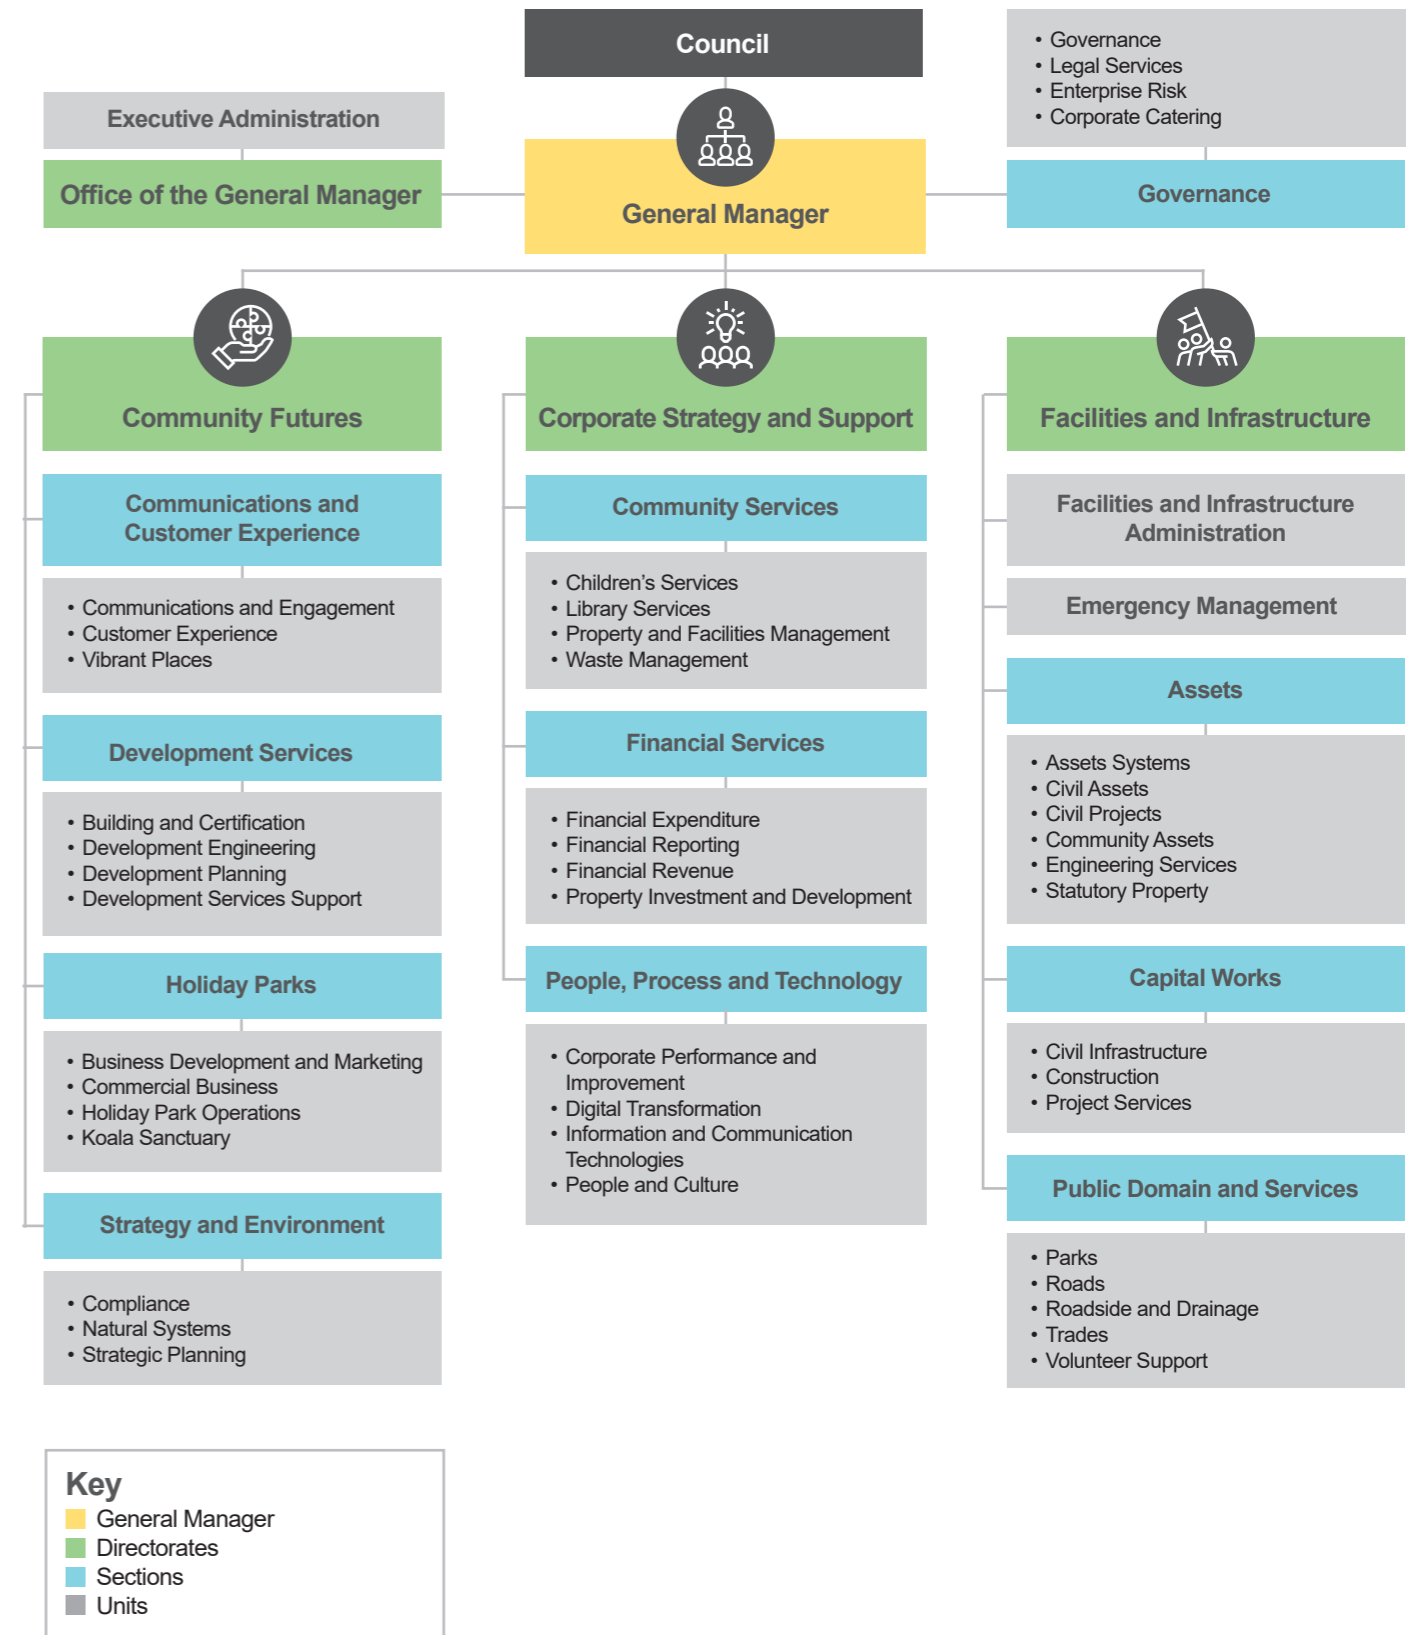 Council
General Manager
Executive Administration
Office of the General Manager
• Governance
• Legal Services
• Enterprise Risk
• Corporate Catering
Governance
Community Futures
Communications and
Customer Experience
• Communications and Engagement
• Customer Experience
• Vibrant Places
Development Services
• Building and Certification
• Development Engineering
• Development Planning
• Development Services Support
Holiday Parks
• Business Development and Marketing
• Commercial Business
• Holiday Park Operations
• Koala Sanctuary
Strategy and Environment
• Compliance
• Natural Systems
• Strategic Planning
Corporate Strategy and Support
Community Services
• Children’s Services
• Library Services
• Property and Facilities Management
• Waste Management
Financial Services
• Financial Expenditure
• Financial Reporting
• Financial Revenue
• Property Investment and Development
People, Process and Technology
• Corporate Performance and
Improvement
• Digital Transformation
• Information and Communication
Technologies
• People and Culture
Facilities and Infrastructure
Facilities and Infrastructure
Administration
Emergency Management
Assets
• Assets Systems
• Civil Assets
• Civil Projects
• Community Assets
• Engineering Services
• Statutory Property
Capital Works
• Civil Infrastructure
• Construction
• Project Services
Public Domain and Services
• Parks
• Roads
• Roadside and Drainage
• Trades
• Volunteer Support
Key
General Manager
Directorates
Sections
Units